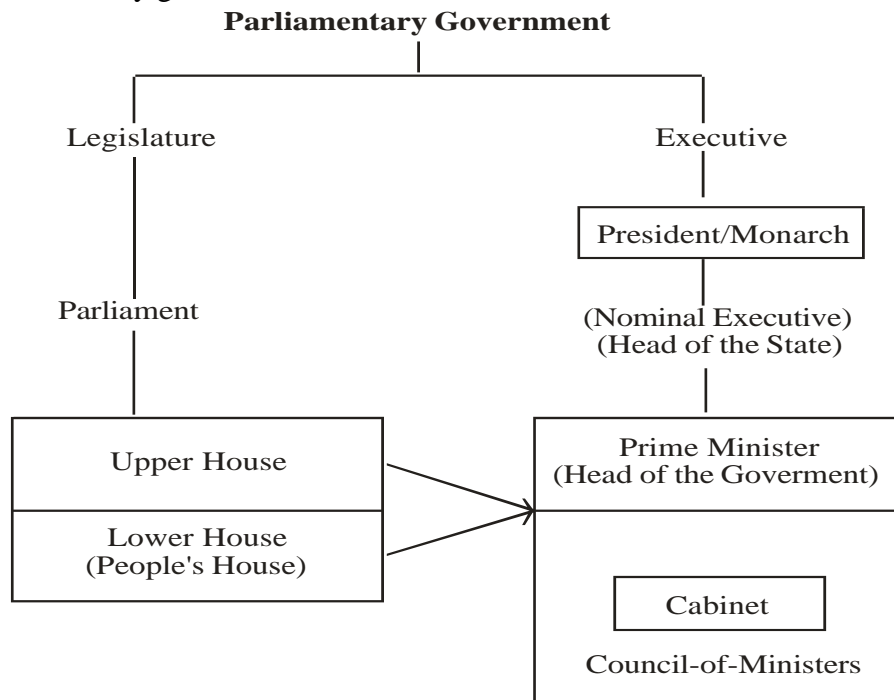 Parliamentary Government
Legislature
Executive
President/Monarch
Parliament
(Nominal Executive)
(Head of the State)
Upper House
Prime Minister
(Head of the Goverment)
Lower House
(People's House)
Cabinet
Council-of-Ministers